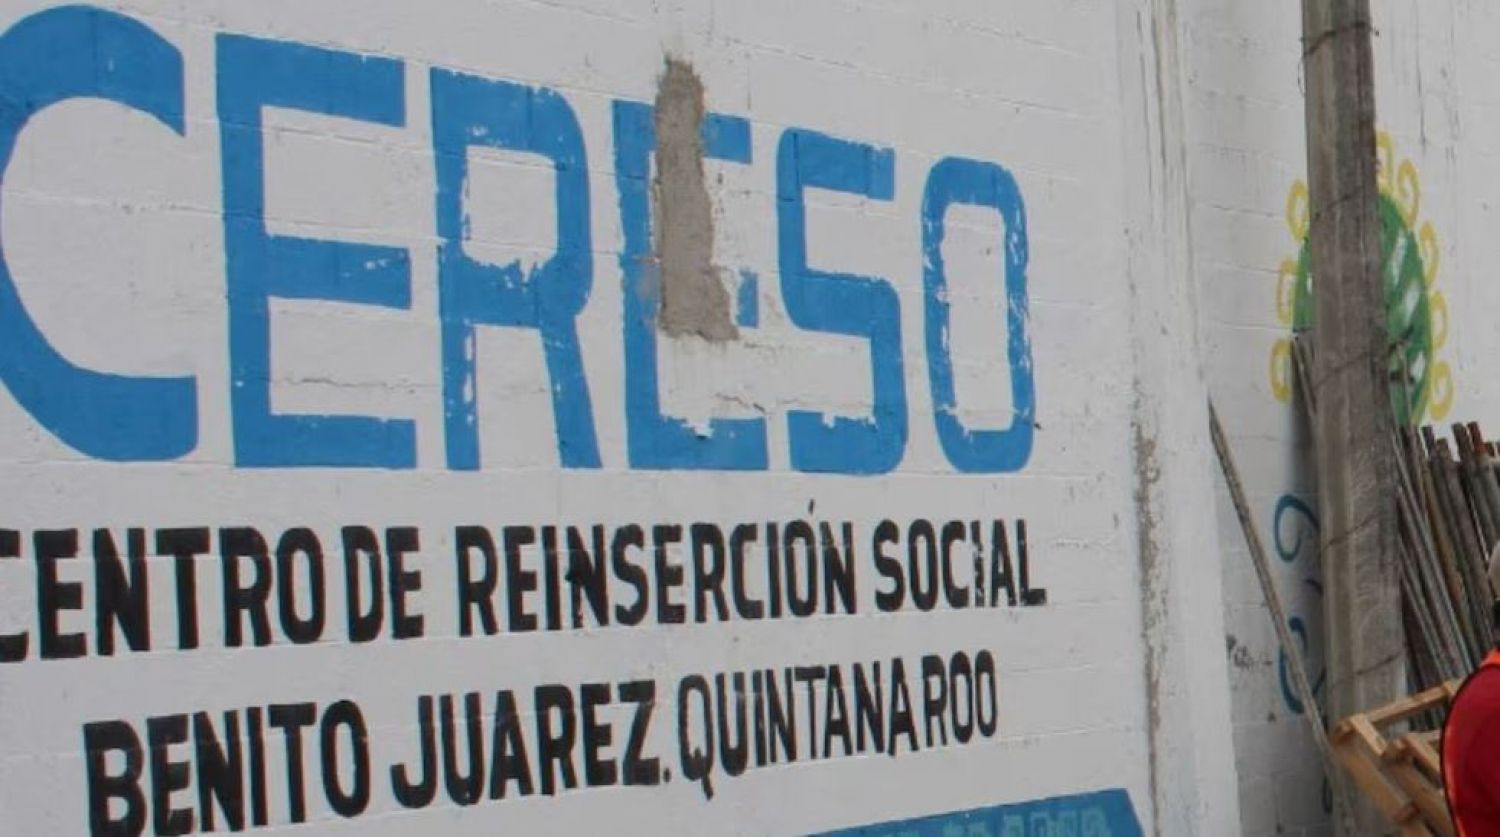 CERESO
CENTRO DE REINSERCIÓN SOCIAL
BENITO JUAREZ. QUINTANA ROO